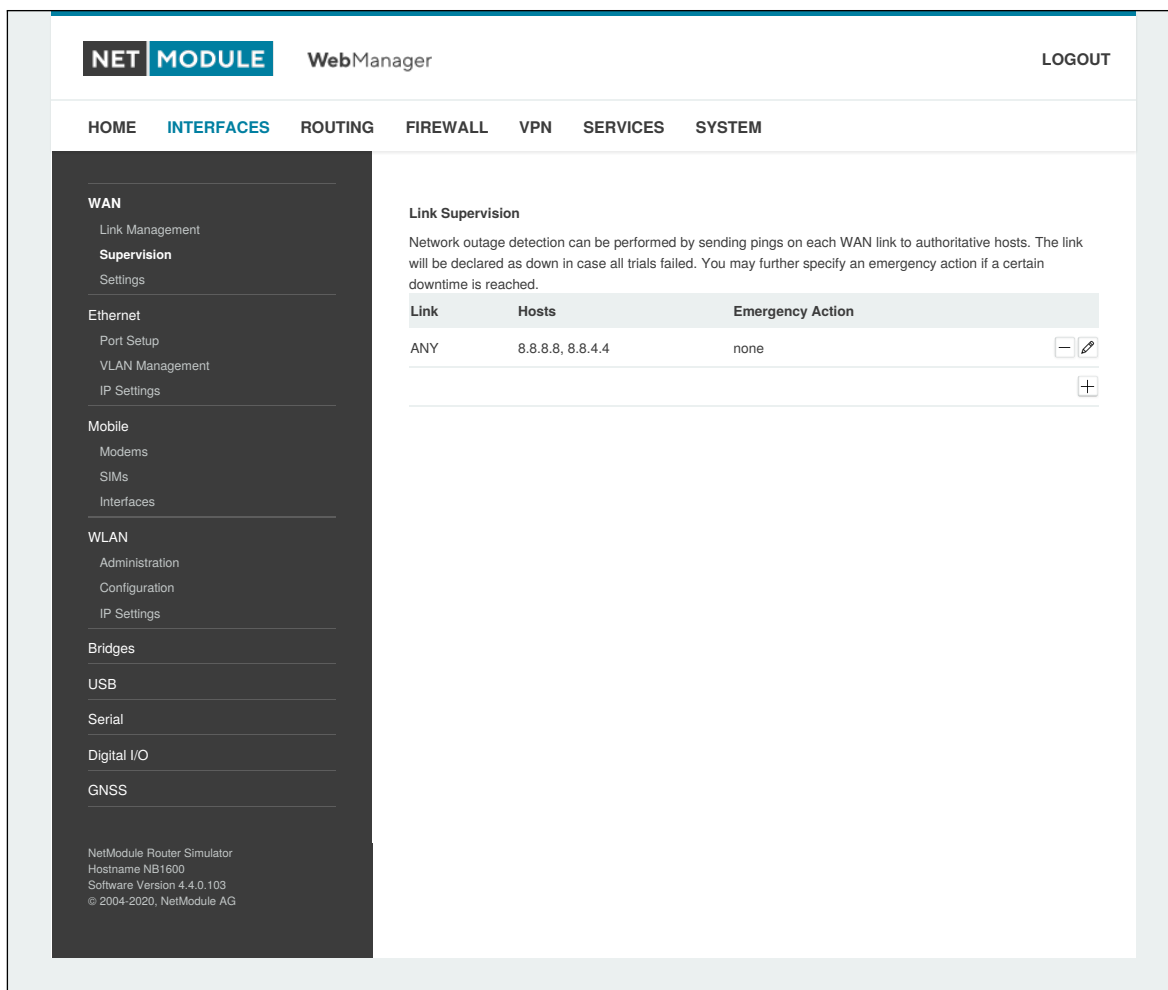 NET MODULE WebManager LOGOUT
HOME INTERFACES ROUTING FIREWALL VPN SERVICES SYSTEM
WAN
Link Management
Supervision
Settings
Ethernet
Port Setup
VLAN Management
IP Settings
Mobile
Modems
SIMs
Interfaces
WLAN
Administration
Configuration
IP Settings
Bridges
USB
Serial
Digital I/O
GNSS
NetModule Router Simulator
Hostname NB1600
Software Version 4.4.0.103
© 2004-2020, NetModule AG
Link Supervision
Network outage detection can be performed by sending pings on each WAN link to authoritative hosts. The link
will be declared as down in case all trials failed. You may further specify an emergency action if a certain
downtime is reached.
Link Hosts Emergency Action
ANY 8.8.8.8, 8.8.4.4 none